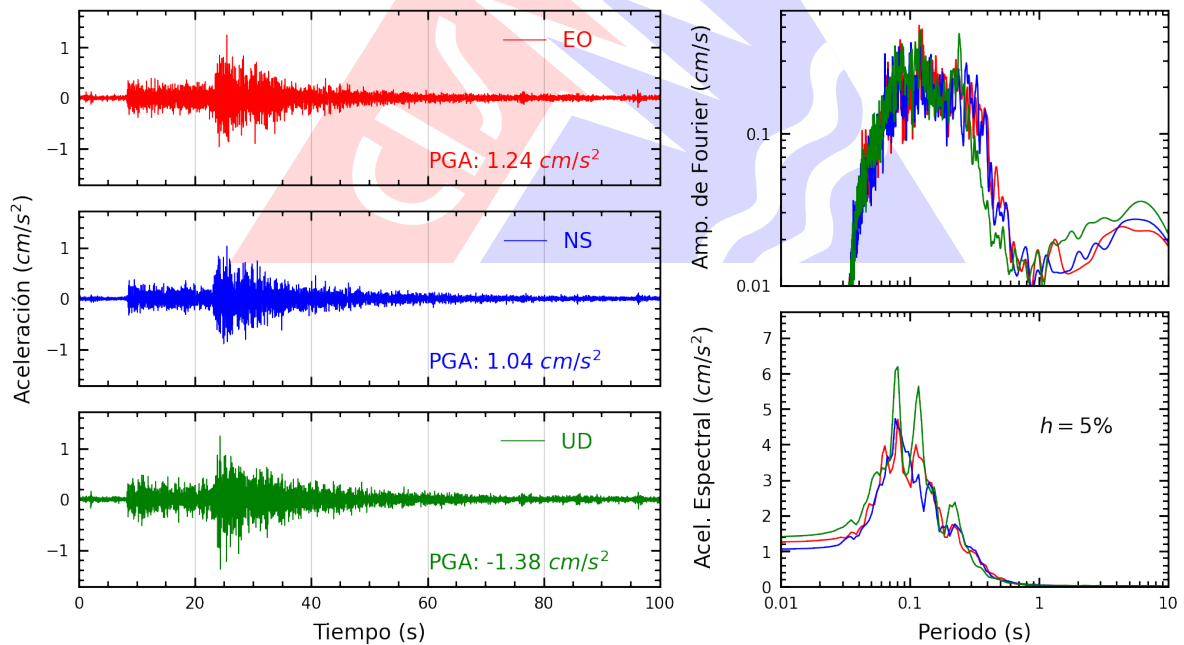 Aceleración (cm/s²)
1
0
−1
EO
PGA: 1.24 cm/s²
1
0
−1
NS
PGA: 1.04 cm/s²
1
0
−1
UD
PGA: -1.38 cm/s²
0 20 40 60 80 100
Tiempo (s)
Amp. de Fourier (cm/s)
0.1
0.01
CIS
Acel. Espectral (cm/s²)
7
6
5
4
3
2
1
0
h = 5%
0.01 0.1 1 10
Periodo (s)